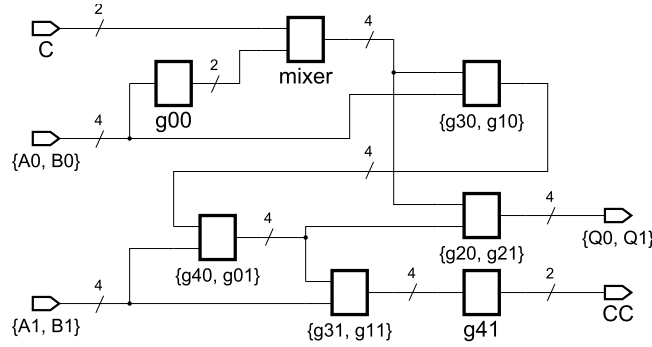 2
4
C
mixer
2
g00
4
{A0, B0}
{g30, g10}
4
4
4
{Q0, Q1}
{g40, g01}
{g20, g21}
4
{A1, B1}
4
2
{g31, g11}
g41
CC